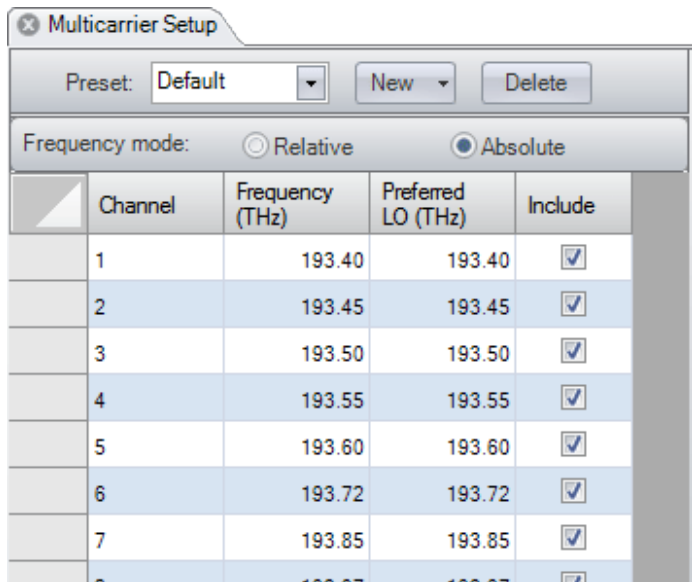 Multicarrier Setup
Preset: Default New Delete
Frequency mode: Relative Absolute
Channel Frequency (THz) Preferred LO (THz) Include
1 193.40 193.40
2 193.45 193.45
3 193.50 193.50
4 193.55 193.55
5 193.60 193.60
6 193.72 193.72
7 193.85 193.85